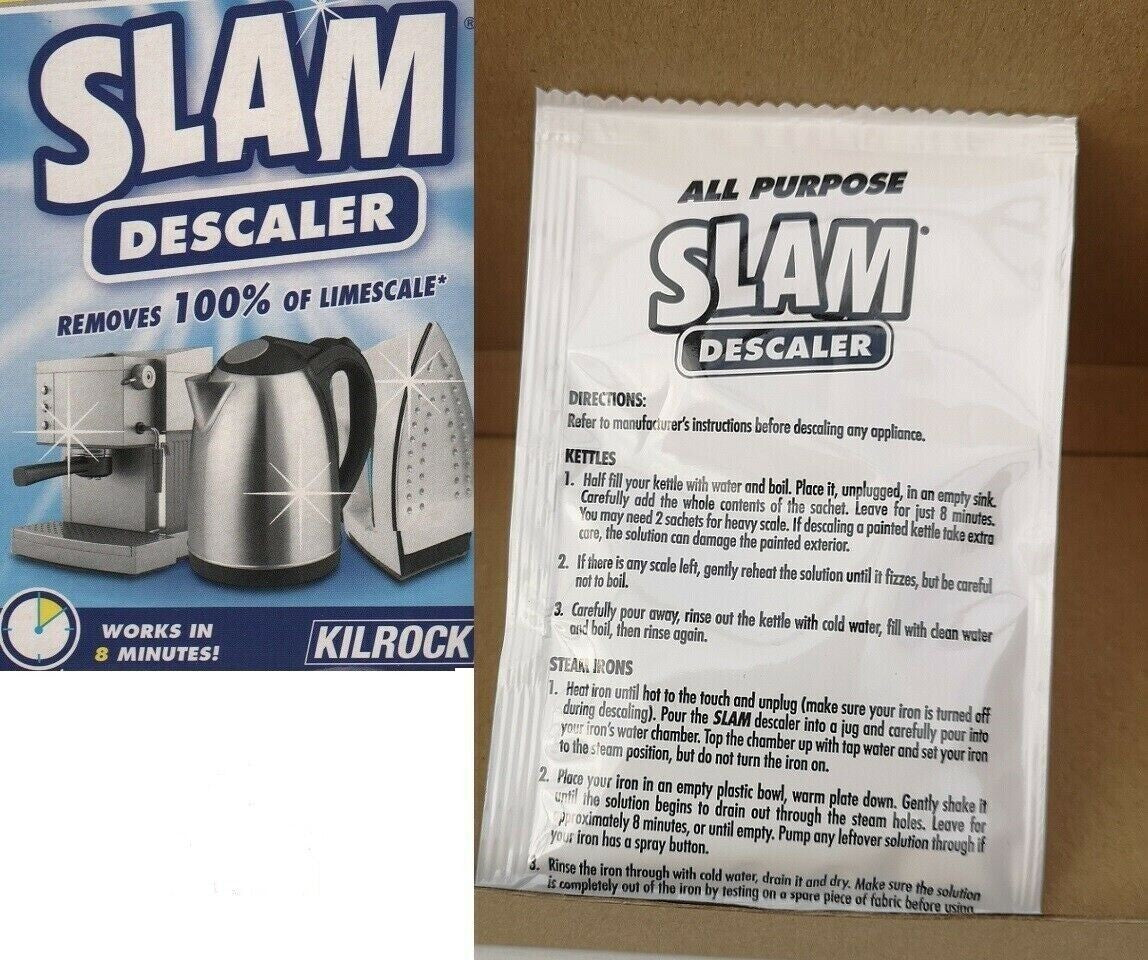 SLAM®
DESCALER
REMOVES 100% OF LIMESCALE*
WORKS IN
8 MINUTES!
KILROCK
ALL PURPOSE
SLAM
DESCALER
DIRECTIONS:
Refer to manufacturer's instructions before descaling any appliance.
KETTLES
1. Half fill your kettle with water and boil. Place it, unplugged, in an empty sink.
Carefully add the whole contents of the sachet. Leave for just 8 minutes.
You may need 2 sachets for heavy scale. If descaling a painted kettle take extra
care, the solution can damage the painted exterior.
2. If there is any scale left, gently reheat the solution until it fizzes, but be careful
not to boil.
3. Carefully pour away, rinse out the kettle with cold water, fill with clean water
and boil, then rinse again.
STEAM IRONS
1. Heat iron until hot to the touch and unplug (make sure your iron is turned off
during descaling). Pour the SLAM descaler into a jug and carefully pour into
your iron's water chamber. Top the chamber up with tap water and set your iron
to the steam position, but do not turn the iron on.
2. Place your iron in an empty plastic bowl, warm plate down. Gently shake it
until the solution begins to drain out through the steam holes. Leave for
approximately 8 minutes, or until empty. Pump any leftover solution through if
your iron has a spray button.
3. Rinse the iron through with cold water, drain it and dry. Make sure the solution
is completely out of the iron by testing on a spare piece of fabric before using